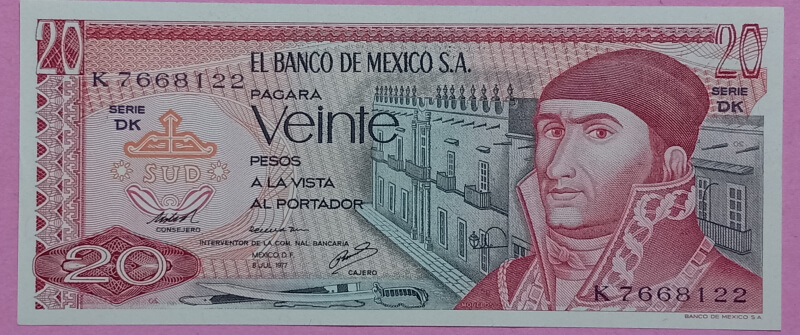 20
20
K 7668122
EL BANCO DE MEXICO S.A.
SERIE
DK
PAGARA
SERIE
DK
Veinte
SUD
PESOS
A LA VISTA
AL PORTADOR
CONSEJERO
INTERVENTOR DE LA COM. NAL. BANCARIA
MEXICO, D.F.
8 JUL. 1977
CAJERO
20
K 7668122
BANCO DE MEXICO S A